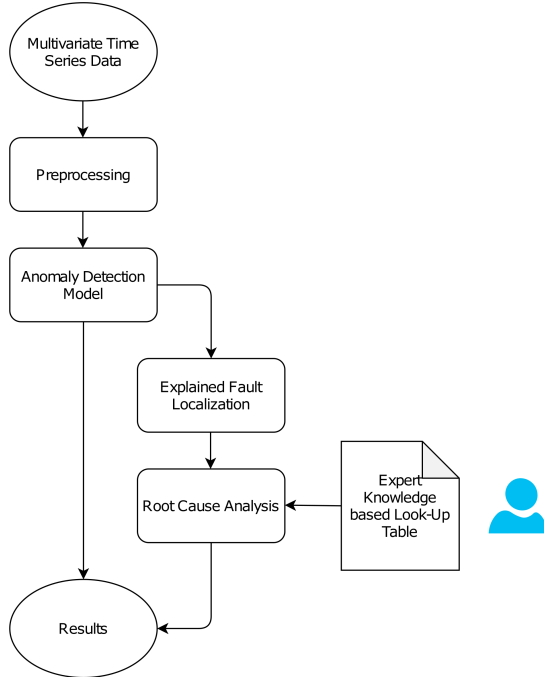 Multivariate Time
Series Data
Preprocessing
Anomaly Detection
Model
Explained Fault
Localization
Root Cause Analysis
Expert
Knowledge
based Look-Up
Table
Results